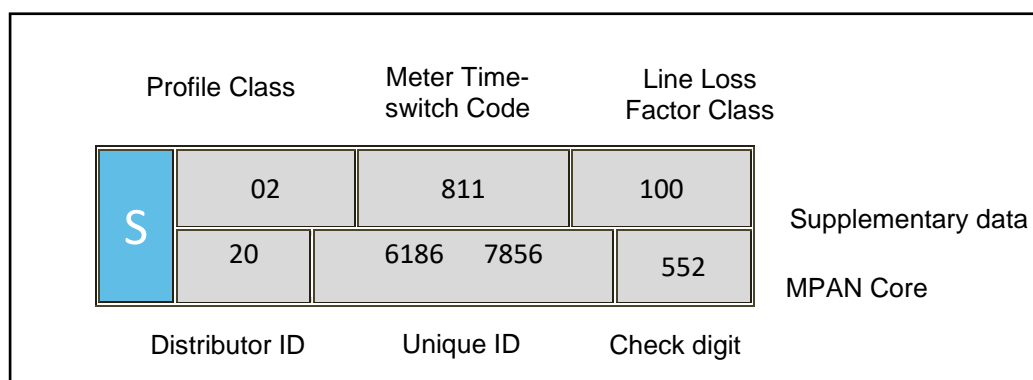 Profile Class
Meter Time-
switch Code
Line Loss
Factor Class
S
02 811 100
Supplementary data
20 6186 7856 552
MPAN Core
Distributor ID Unique ID Check digit